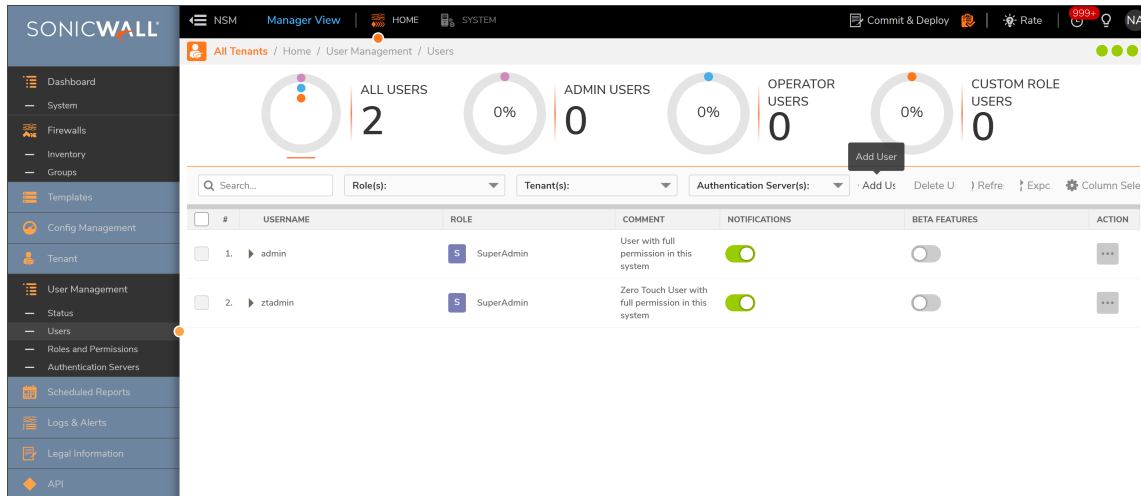 SONICWALL
NSM Manager View HOME SYSTEM Commit & Deploy Rate 999+ NA
All Tenants / Home / User Management / Users
Dashboard
System
Firewalls
Inventory
Groups
Templates
Config Management
Tenant
User Management
Status
Users
Roles and Permissions
Authentication Servers
Scheduled Reports
Logs & Alerts
Legal Information
API
ALL USERS
2
0%
ADMIN USERS
0
0%
OPERATOR
USERS
0
0%
CUSTOM ROLE
USERS
0
Add User
Search... Role(s): Tenant(s): Authentication Server(s): Add Us Delete U Refre Expc Column Sele
# USERNAME ROLE COMMENT NOTIFICATIONS BETA FEATURES ACTION
1. admin S SuperAdmin
User with full
permission in this
system
2. ztadmin S SuperAdmin
Zero Touch User with
full permission in this
system